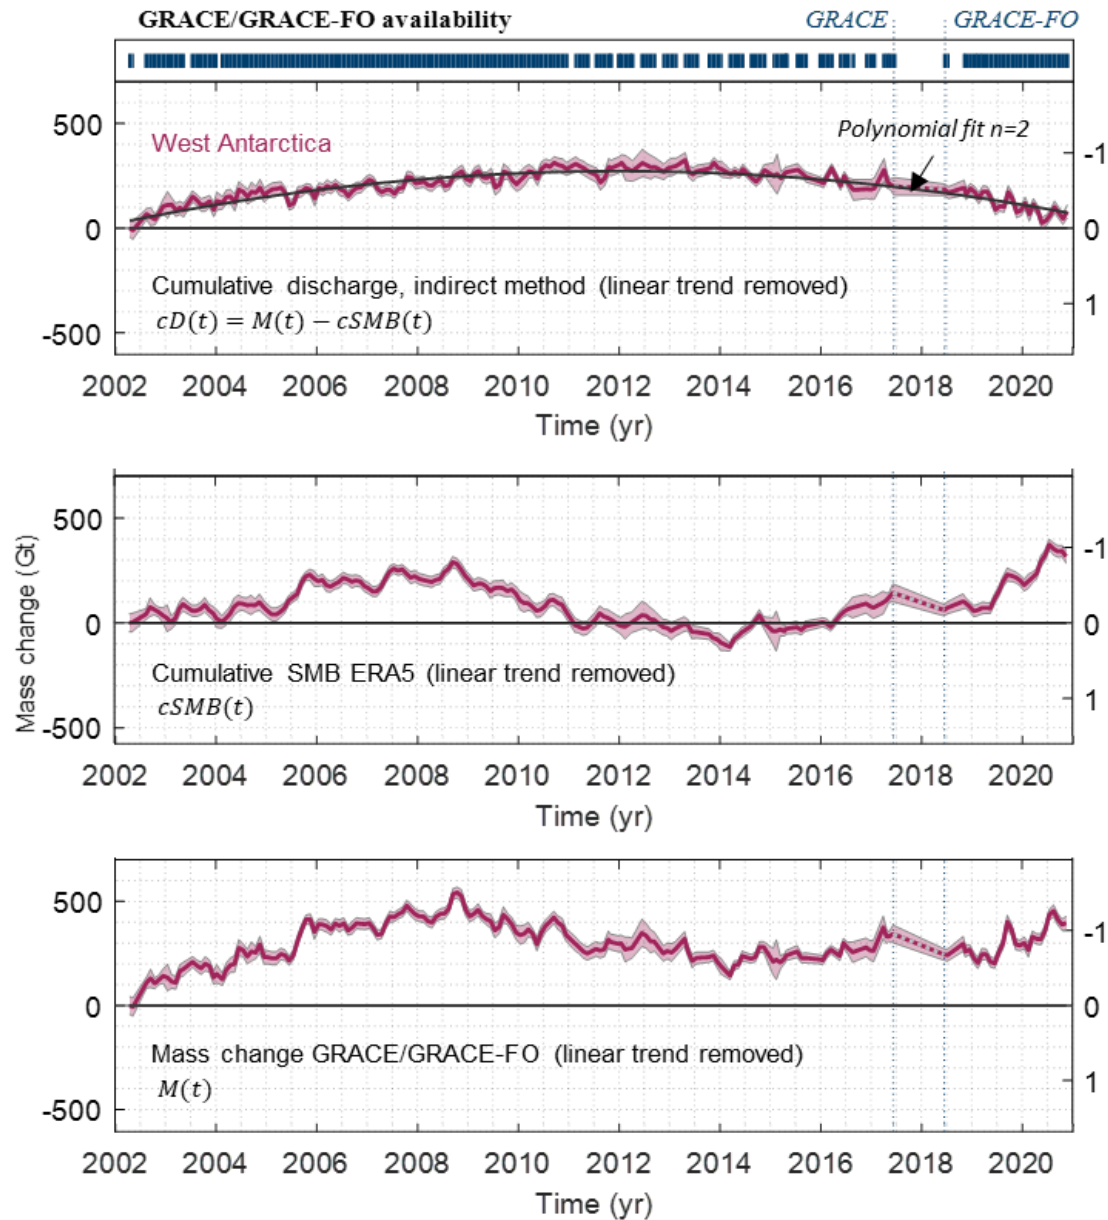 GRACE/GRACE-FO availability GRACE GRACE-FO
500
West Antarctica
Polynomial fit n=2
-1
0 0
Cumulative discharge, indirect method (linear trend removed)
1
cD(t) = M(t) − cSMB(t)
-500
2002 2004 2006 2008 2010 2012 2014 2016 2018 2020
Time (yr)
Mass change (Gt)
500
-1
0 0
Cumulative SMB ERA5 (linear trend removed)
cSMB(t)
1
-500
2002 2004 2006 2008 2010 2012 2014 2016 2018 2020
Time (yr)
500
-1
0 0
Mass change GRACE/GRACE-FO (linear trend removed)
M(t)
1
-500
2002 2004 2006 2008 2010 2012 2014 2016 2018 2020
Time (yr)